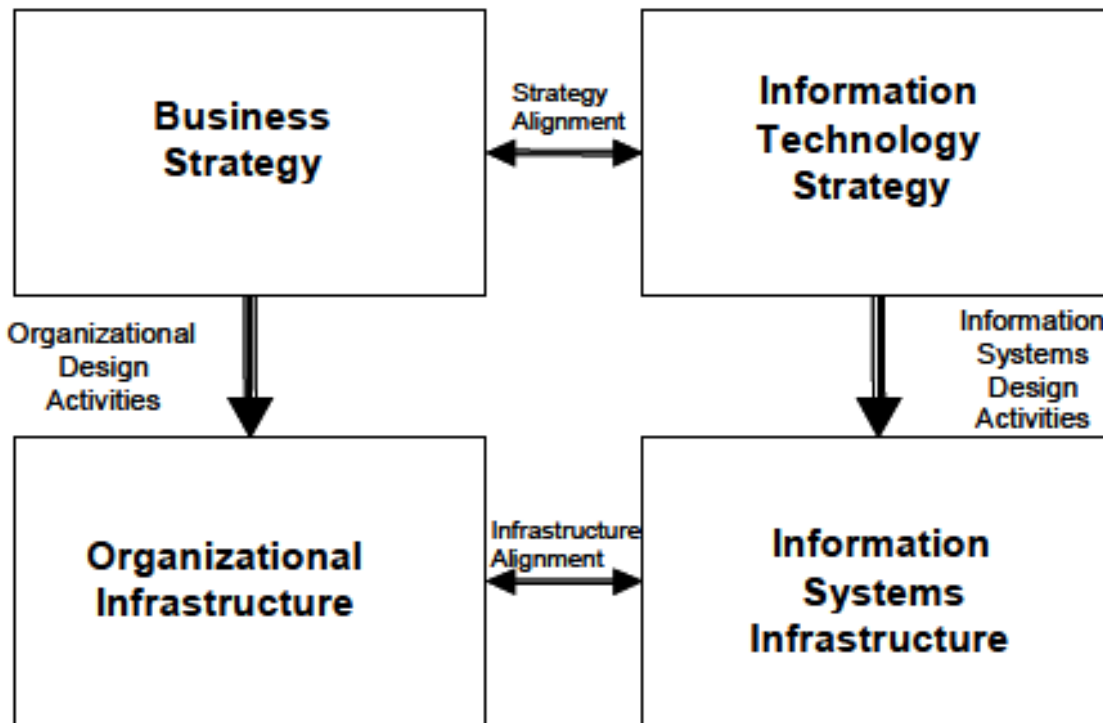 Business
Strategy
Strategy
Alignment
Information
Technology
Strategy
Organizational
Design
Activities
Information
Systems
Design
Activities
Organizational
Infrastructure
Infrastructure
Alignment
Information
Systems
Infrastructure